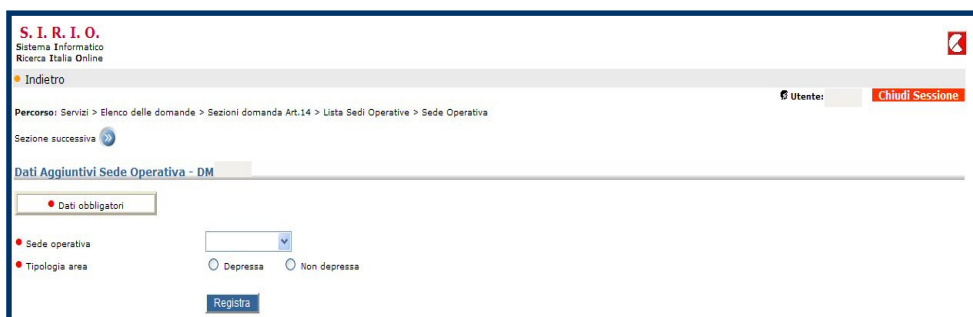 S. I. R. I. O.
Sistema Informatico
Ricerca Italia Online
Indietro
Utente:
Chiudi Sessione
Percorso: Servizi > Elenco delle domande > Sezioni domanda Art.14 > Lista Sedi Operative > Sede Operativa
Sezione successiva
Dati Aggiuntivi Sede Operativa - DM
Dati obbligatori
Sede operativa
Tipologia area Depressa Non depressa
Registra